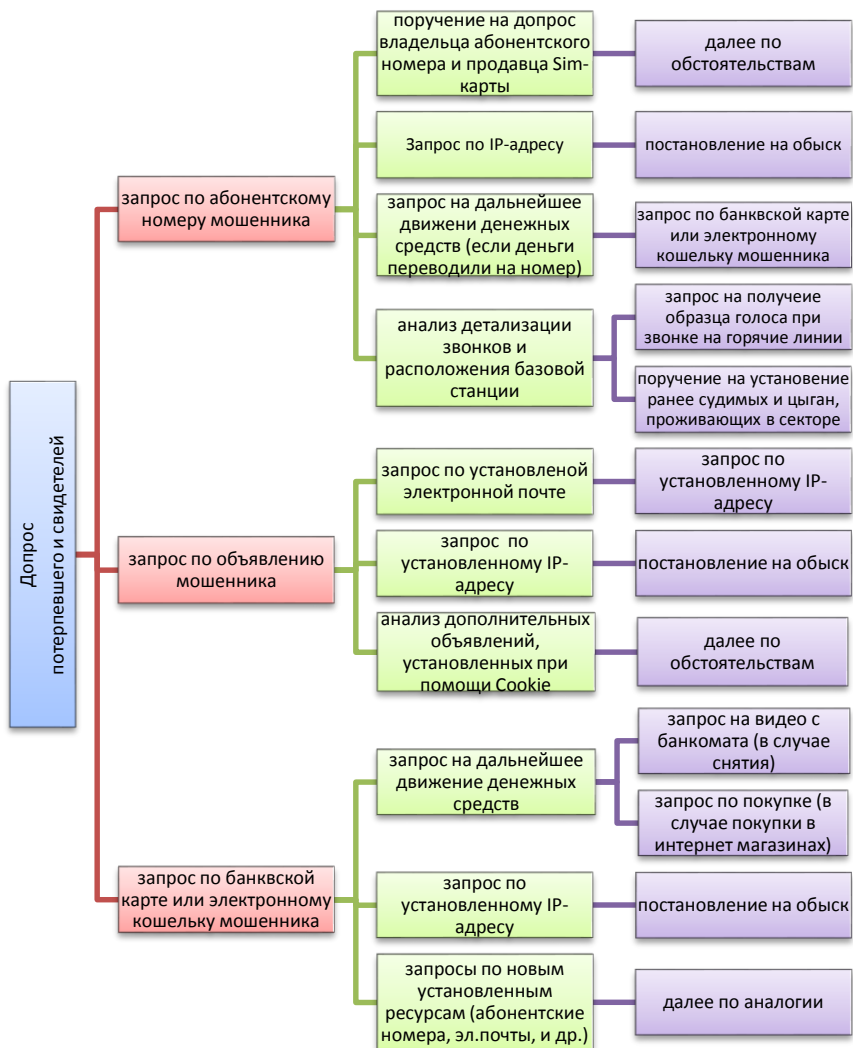 Допрос
потерпевшего и свидетелей
запрос по абонентскому
номеру мошенника
поручение на допрос
владельца абонентского
номера и продавца Sim-
карты
далее по
обстоятельствам
Запрос по IP-адресу
постановление на обыск
запрос на дальнейшее
движени денежных
средств (если деньги
переводили на номер)
запрос по банквской карте
или электронному
кошельку мошенника
анализ детализации
звонков и
расположения базовой
станции
запрос на получеие
образца голоса при
звонке на горячие линии
поручение на установение
ранее судимых и цыган,
проживающих в секторе
запрос по объявлению
мошенника
запрос по установленой
электронной почте
запрос по
установленному IP-
адресу
запрос по
установленному IP-
адресу
постановление на обыск
анализ дополнительных
объявлений,
установленных при
помощи Cookie
далее по
обстоятельствам
запрос по банквской
карте или электронному
кошельку мошенника
запрос на дальнейшее
движение денежных
средств
запрос на видео с
банкомата (в случае
снятия)
запрос по покупке (в
случае покупки в
интернет магазинах)
запрос по
установленному IP-
адресу
постановление на обыск
запросы по новым
установленным
ресурсам (абонентские
номера, эл.почты, и др.)
далее по аналогии